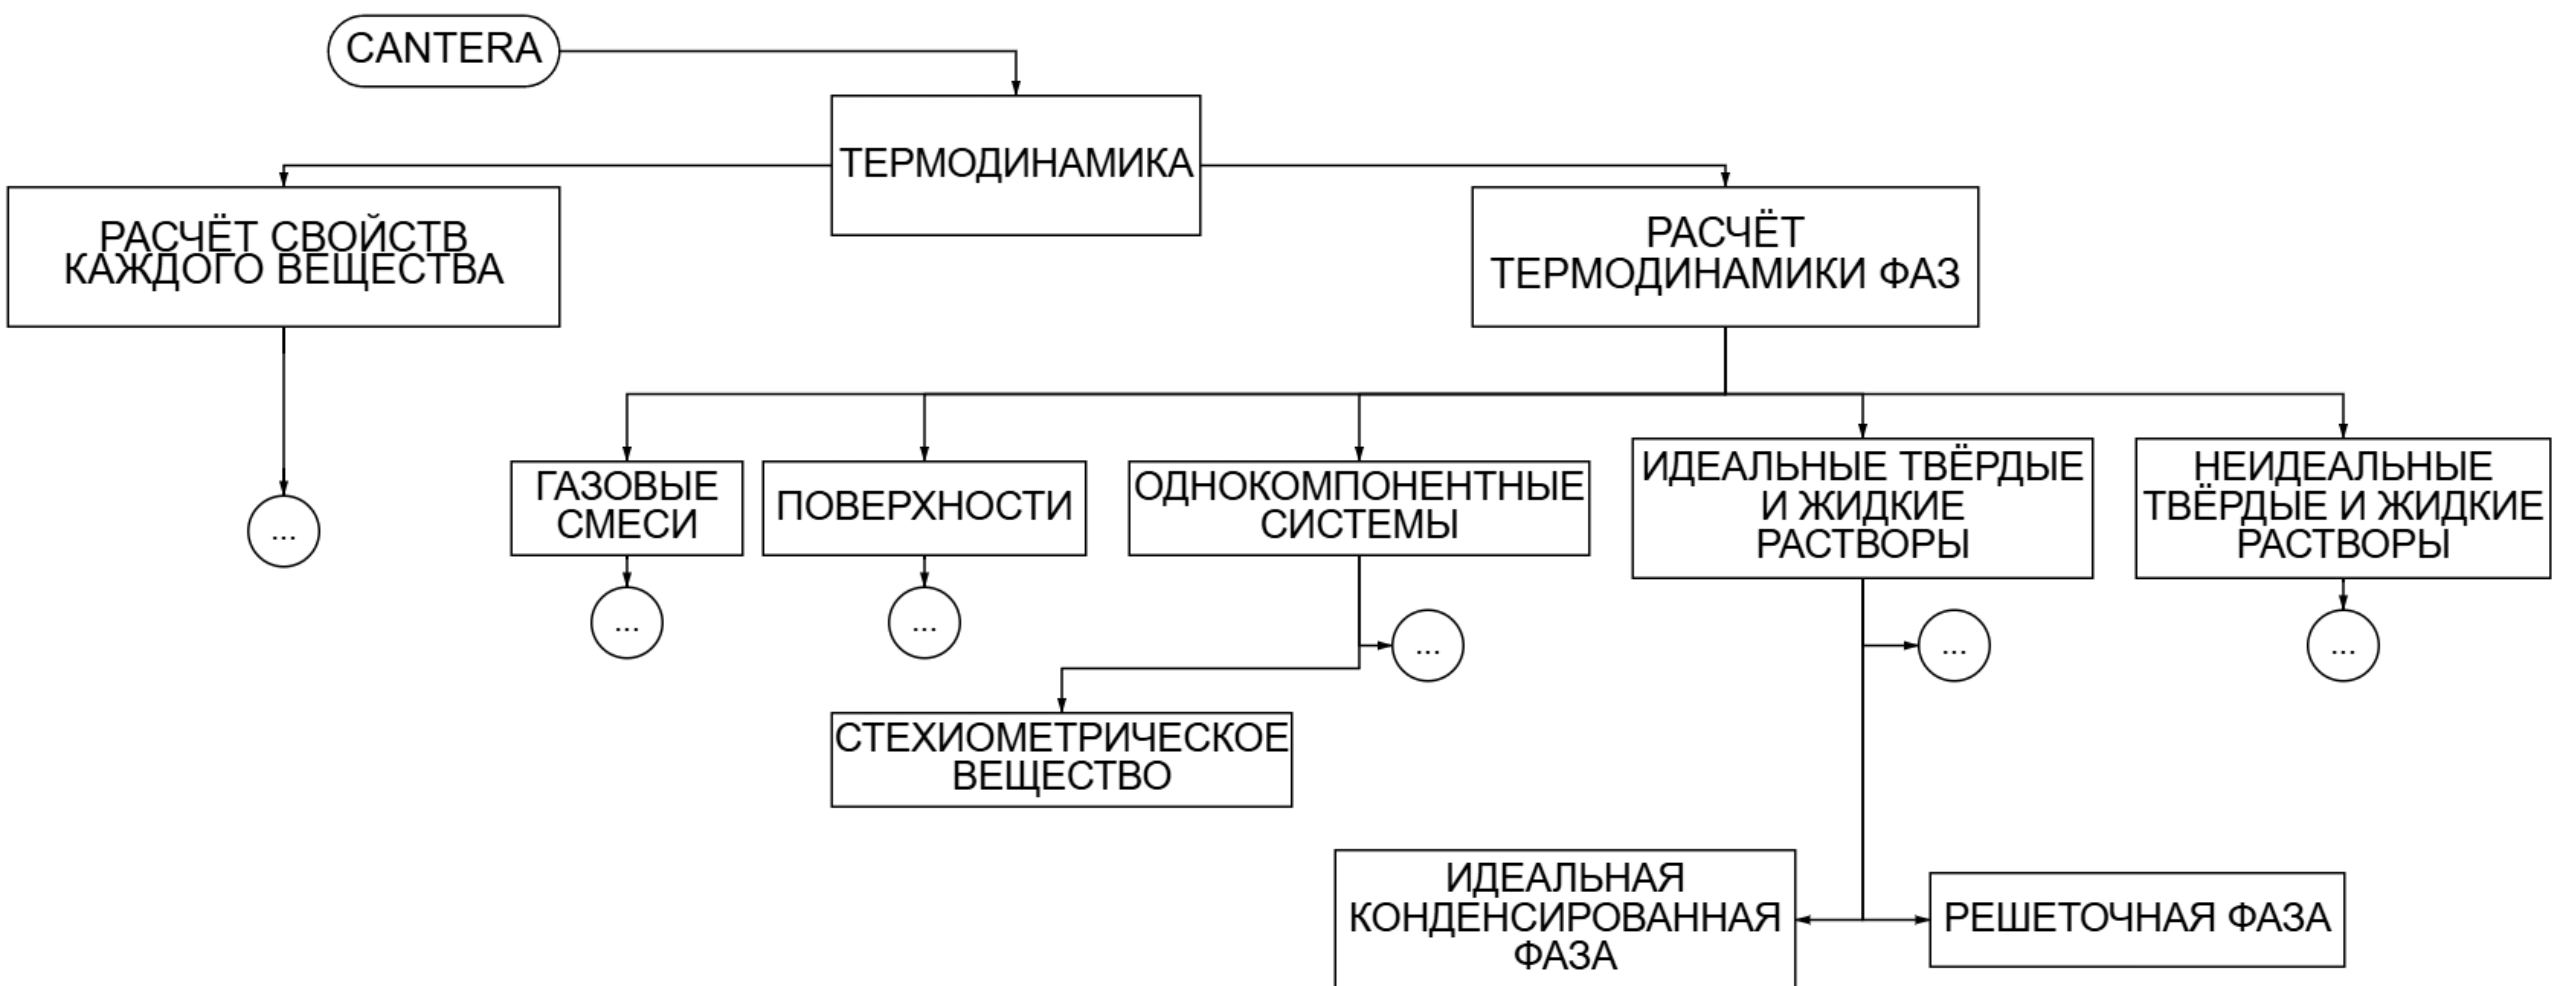 CANTERA
ТЕРМОДИНАМИКА
РАСЧЁТ СВОЙСТВ
КАЖДОГО ВЕЩЕСТВА
РАСЧЁТ
ТЕРМОДИНАМИКИ ФАЗ
...
ГАЗОВЫЕ
СМЕСИ
...
ПОВЕРХНОСТИ
...
ОДНОКОМПОНЕНТНЫЕ
СИСТЕМЫ
...
СТЕХИОМЕТРИЧЕСКОЕ
ВЕЩЕСТВО
ИДЕАЛЬНЫЕ ТВЁРДЫЕ
И ЖИДКИЕ
РАСТВОРЫ
...
ИДЕАЛЬНАЯ
КОНДЕНСИРОВАННАЯ
ФАЗА
РЕШЕТОЧНАЯ ФАЗА
НЕИДЕАЛЬНЫЕ
ТВЁРДЫЕ И ЖИДКИЕ
РАСТВОРЫ
...